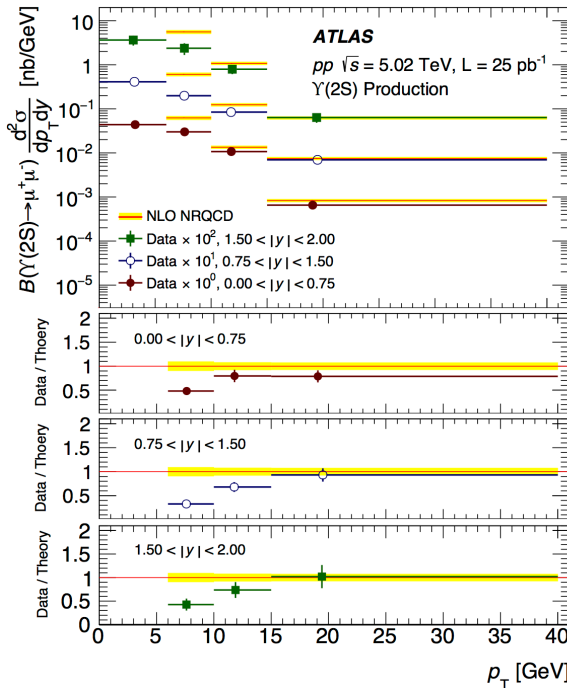 B(ϒ(2S)→μ⁺μ⁻) d²σ/dp_T dy [nb/GeV]
10
1
10⁻¹
10⁻²
10⁻³
10⁻⁴
10⁻⁵
ATLAS
pp √s = 5.02 TeV, L = 25 pb⁻¹
ϒ(2S) Production
NLO NRQCD
Data × 10², 1.50 < |y| < 2.00
Data × 10¹, 0.75 < |y| < 1.50
Data × 10⁰, 0.00 < |y| < 0.75
Data / Thoery
2
1.5
1
0.5
0.00 < |y| < 0.75
Data / Thoery
2
1.5
1
0.5
0.75 < |y| < 1.50
Data / Theory
2
1.5
1
0.5
0
1.50 < |y| < 2.00
0 5 10 15 20 25 30 35 40
p_T [GeV]